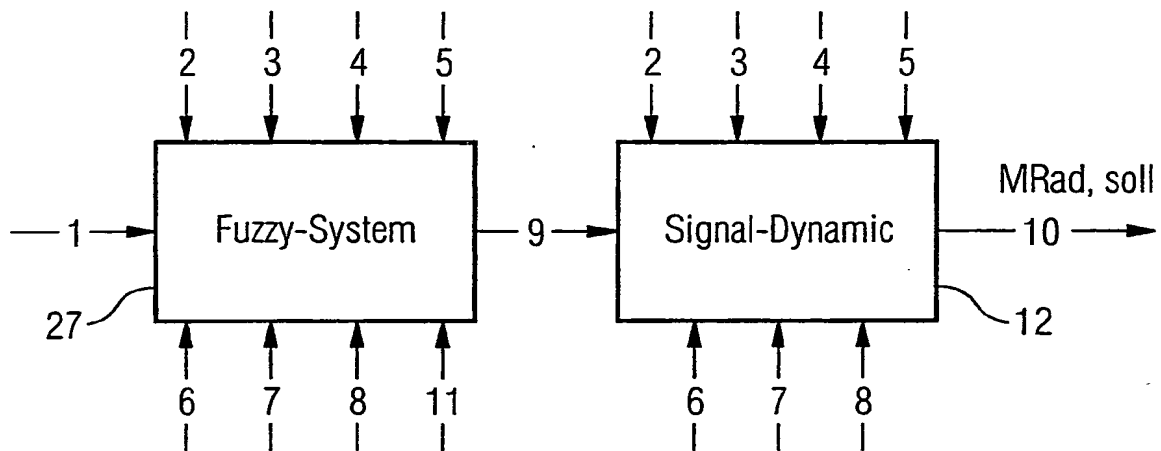 2 3 4 5 2 3 4 5
MRad, soll
1 Fuzzy-System 9 Signal-Dynamic 10
27 12
6 7 8 11 6 7 8